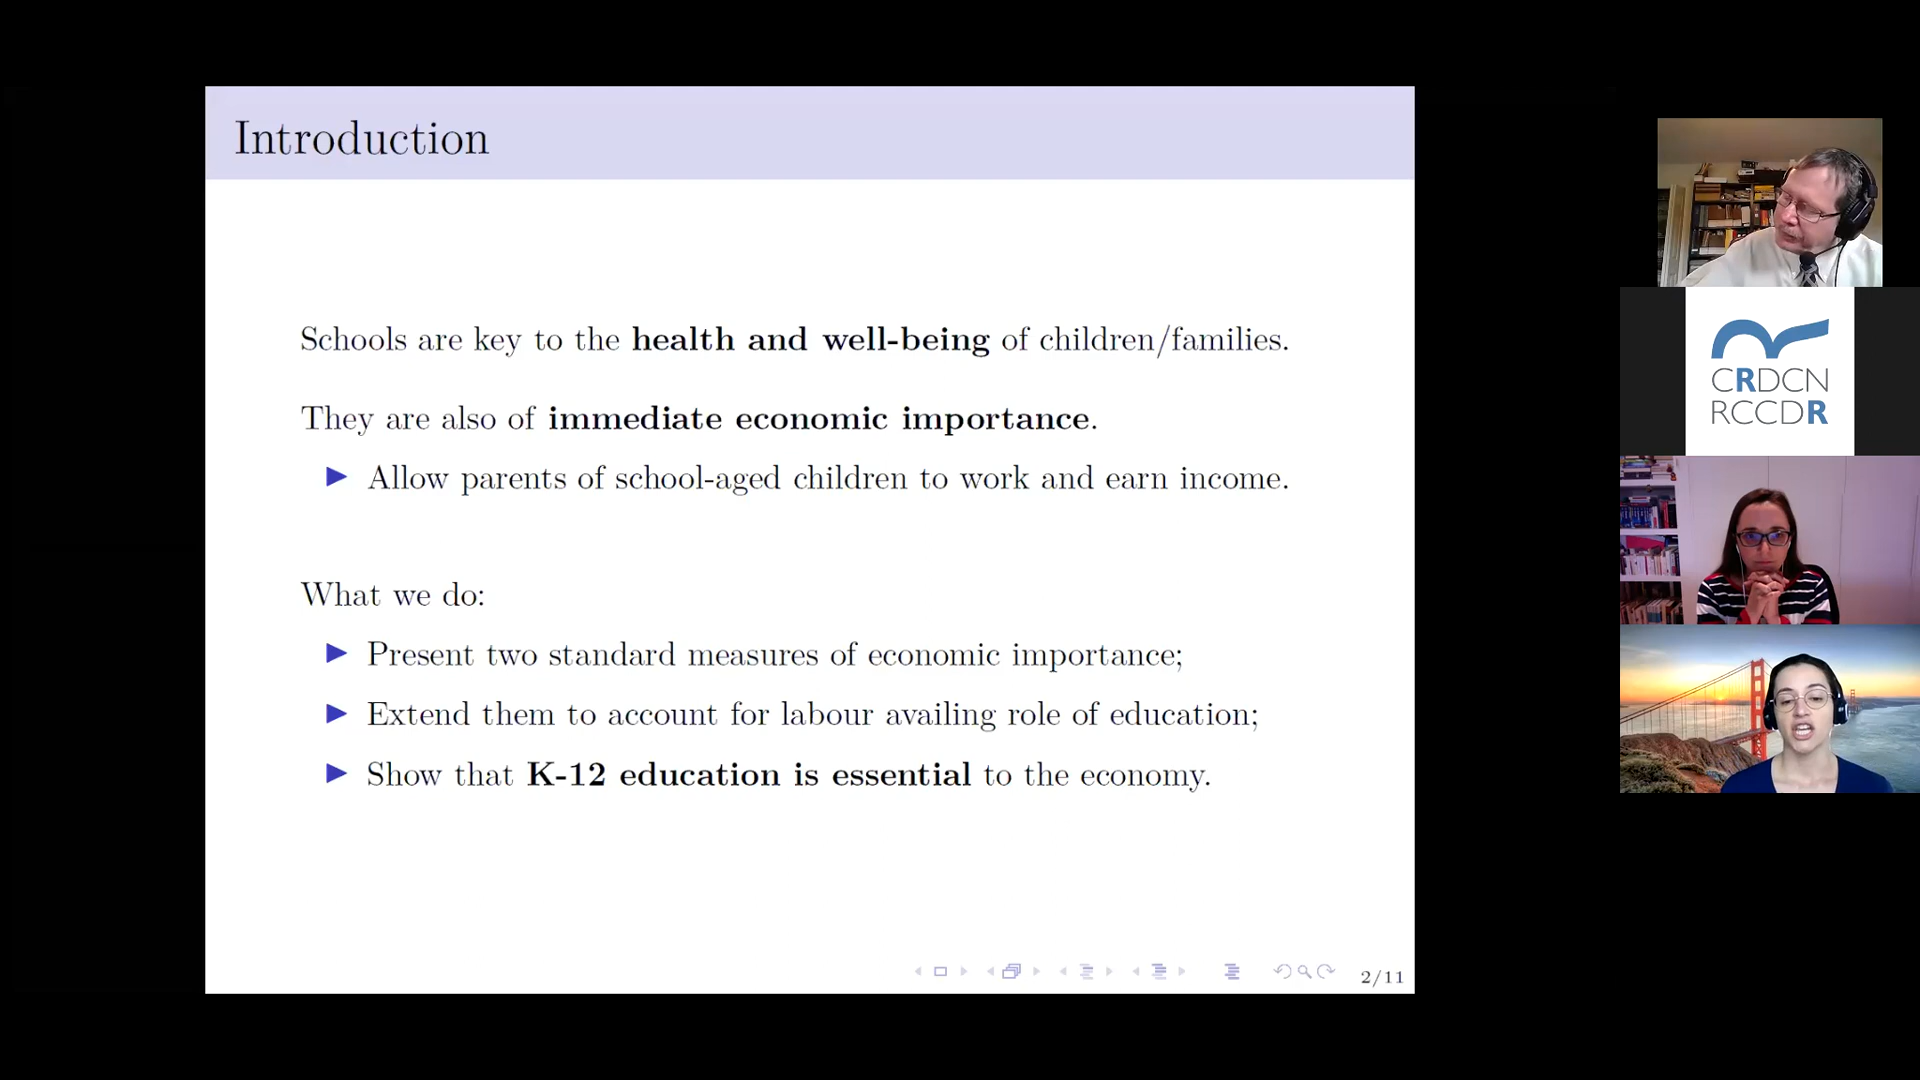 Introduction
Schools are key to the health and well-being of children/families.
They are also of immediate economic importance.
Allow parents of school-aged children to work and earn income.
What we do:
Present two standard measures of economic importance;
Extend them to account for labour availing role of education;
Show that K-12 education is essential to the economy.
2/11
CRDCN
RCCDR